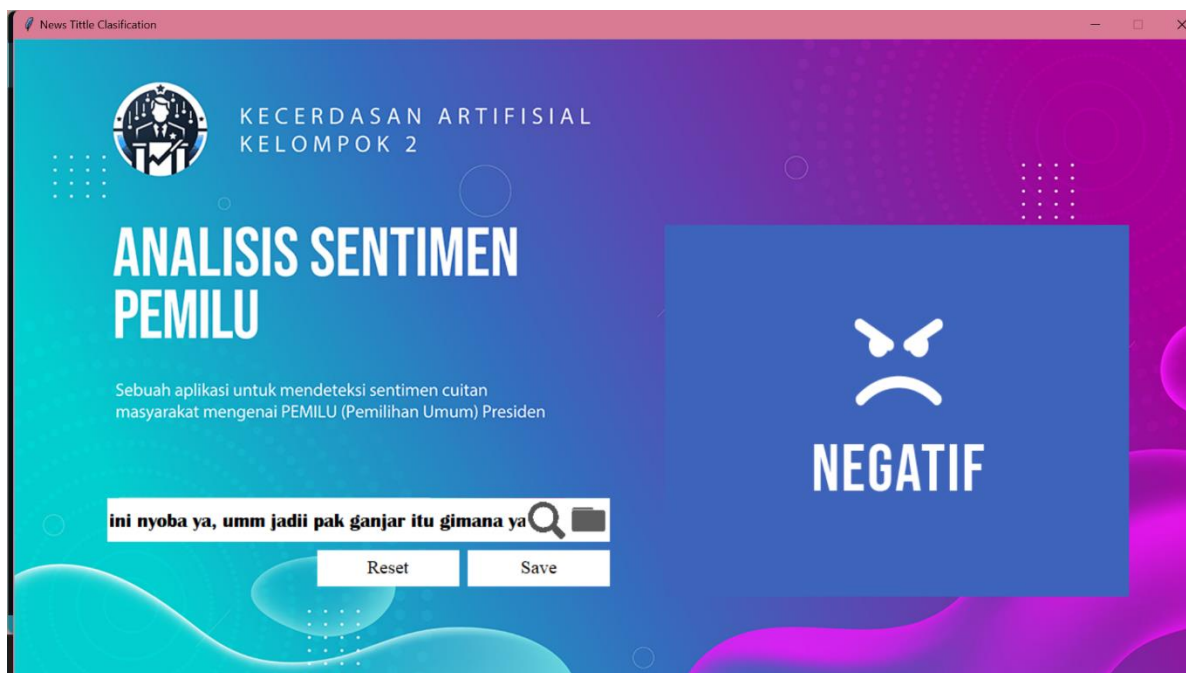 News Tittle Clasification
KECERDASAN ARTIFISIAL
KELOMPOK 2
ANALISIS SENTIMEN
PEMILU
Sebuah aplikasi untuk mendeteksi sentimen cuitan
masyarakat mengenai PEMILU (Pemilihan Umum) Presiden
ini nyoba ya, umm jadii pak ganjar itu gimana ya
Reset
Save
NEGATIF